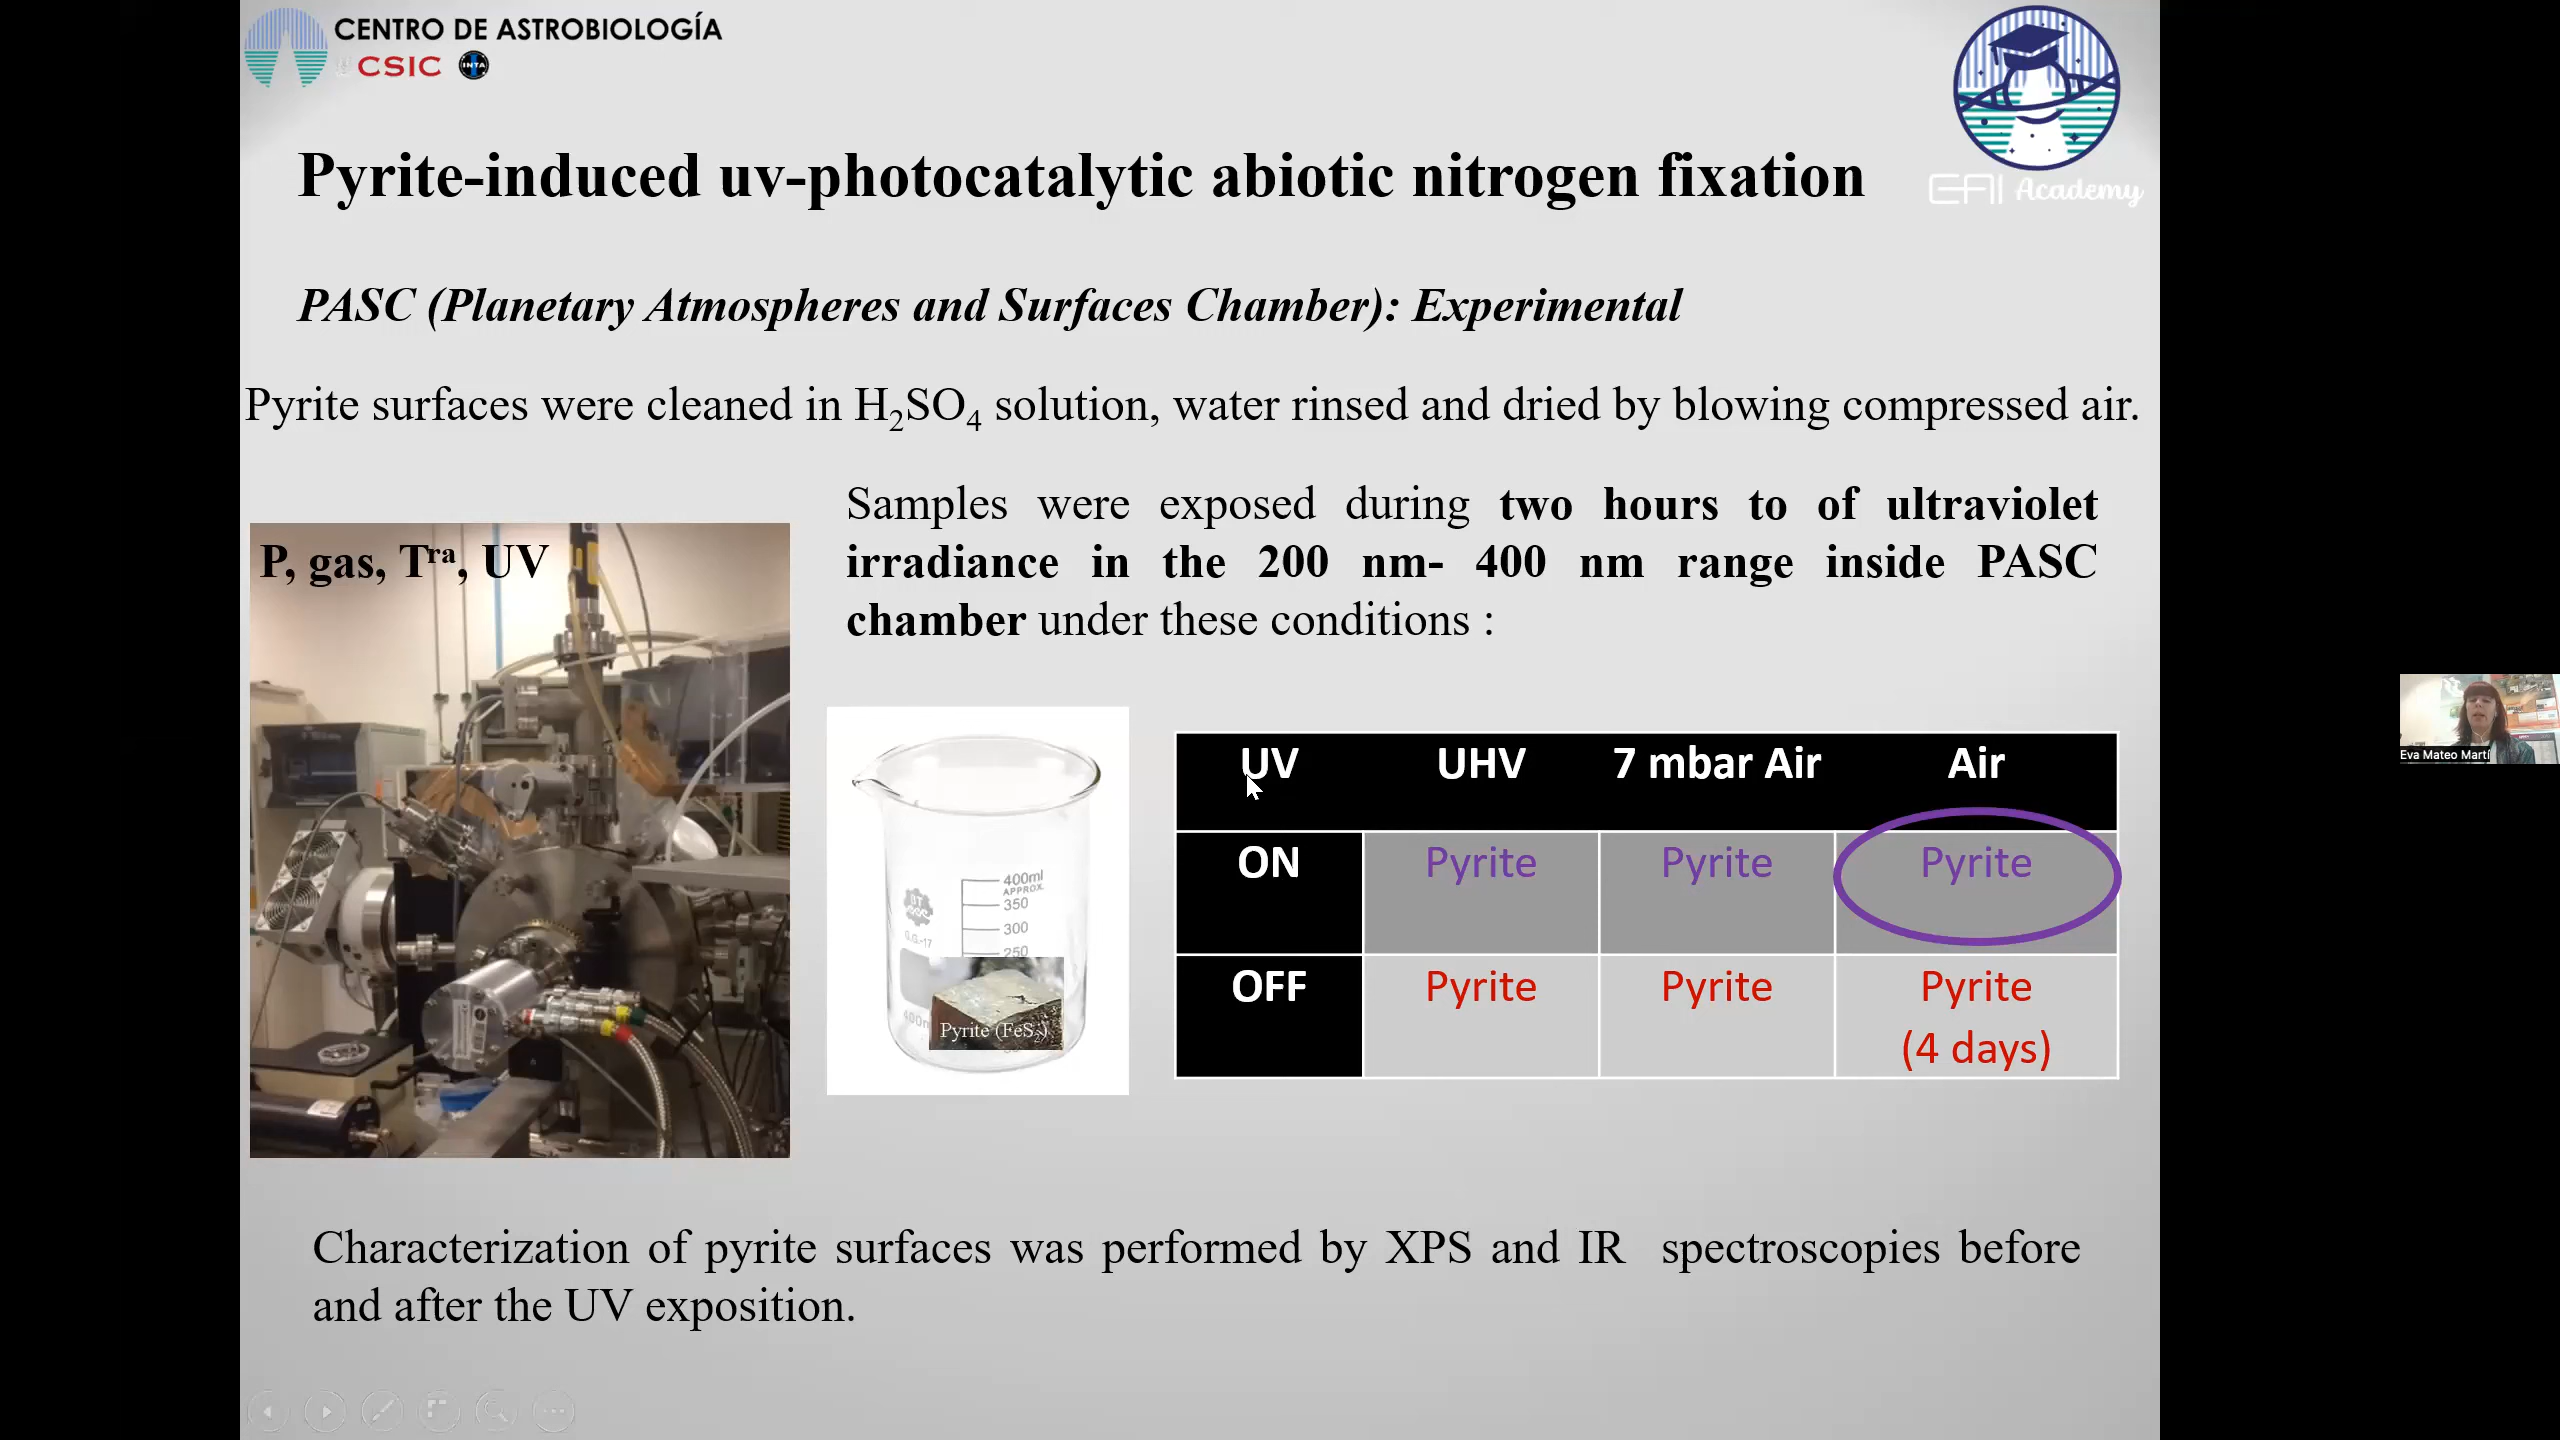 CENTRO DE ASTROBIOLOGÍA
CSIC INTA
EAI Academy
Pyrite-induced uv-photocatalytic abiotic nitrogen fixation
PASC (Planetary Atmospheres and Surfaces Chamber): Experimental
Pyrite surfaces were cleaned in H₂SO₄ solution, water rinsed and dried by blowing compressed air.
Samples were exposed during two hours to of ultraviolet
irradiance in the 200 nm- 400 nm range inside PASC
chamber under these conditions :
P, gas, Tʳᵃ, UV
400ml
APPROX.
350
300
250
G.G-17
Pyrite (FeS₂)
UV UHV 7 mbar Air Air
ON Pyrite Pyrite Pyrite
OFF Pyrite Pyrite Pyrite
(4 days)
Eva Mateo Martí
Characterization of pyrite surfaces was performed by XPS and IR spectroscopies before
and after the UV exposition.